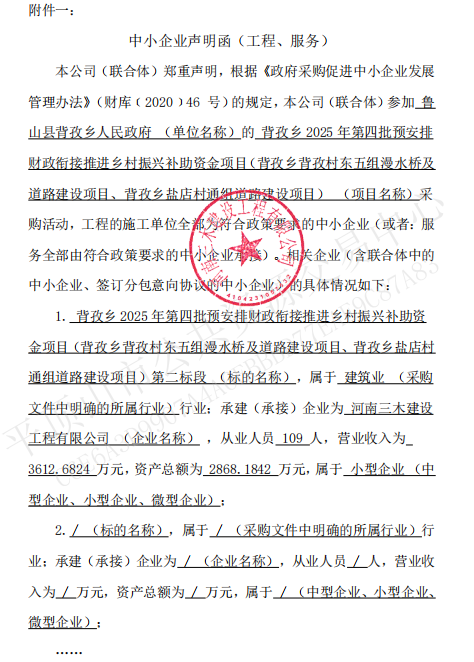 附件一：
中小企业声明函（工程、服务）
本公司（联合体）郑重声明，根据《政府采购促进中小企业发展
管理办法》（财库﹝2020﹞46 号）的规定，本公司（联合体）参加 鲁
山县背孜乡人民政府 （单位名称）的 背孜乡 2025 年第四批预安排
财政衔接推进乡村振兴补助资金项目（背孜乡背孜村东五组漫水桥及
道路建设项目、背孜乡盐店村通组道路建设项目） （项目名称）采
购活动，工程的施工单位全部为符合政策要求的中小企业（或者：服
务全部由符合政策要求的中小企业承接）。相关企业（含联合体中的
中小企业、签订分包意向协议的中小企业）的具体情况如下：
1. 背孜乡 2025 年第四批预安排财政衔接推进乡村振兴补助资
金项目（背孜乡背孜村东五组漫水桥及道路建设项目、背孜乡盐店村
通组道路建设项目）第二标段 （标的名称），属于 建筑业 （采购
文件中明确的所属行业）行业；承建（承接）企业为 河南三木建设
工程有限公司 （企业名称） ，从业人员 109 人，营业收入为
3612.6824 万元，资产总额为 2868.1842 万元，属于 小型企业 （中
型企业、小型企业、微型企业）；
2. / （标的名称），属于 / （采购文件中明确的所属行业）行
业；承建（承接）企业为 / （企业名称），从业人员 / 人，营业收
入为 / 万元，资产总额为 / 万元，属于 / （中型企业、小型企业、
微型企业）；
……
河南三木建设工程有限公司